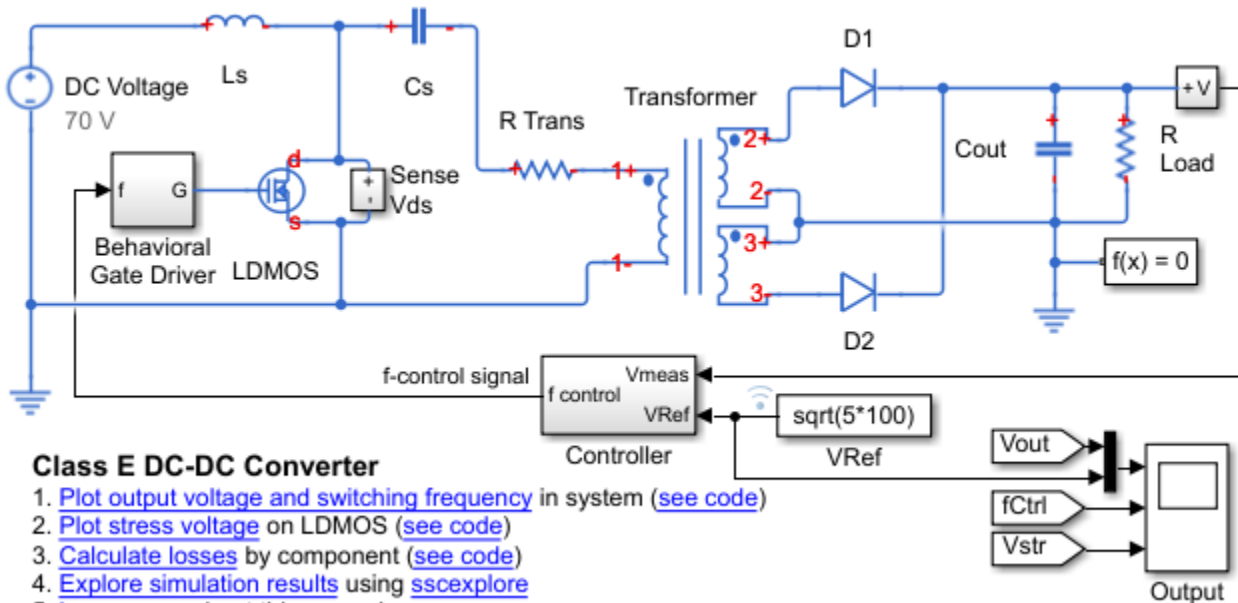 DC Voltage
70 V
+
-
Ls
+
-
Cs
R Trans
+
-
f
G
Behavioral
Gate Driver
LDMOS
d
s
+
-
Sense
Vds
Transformer
1+
1-
2+
2-
3+
3-
D1
D2
Cout
+
-
+
-
R
Load
+V
f(x) = 0
f-control signal
f control
Vmeas
VRef
Controller
sqrt(5*100)
VRef
Vout
fCtrl
Vstr
Output
Class E DC-DC Converter
1. Plot output voltage and switching frequency in system (see code)
2. Plot stress voltage on LDMOS (see code)
3. Calculate losses by component (see code)
4. Explore simulation results using sscexplore